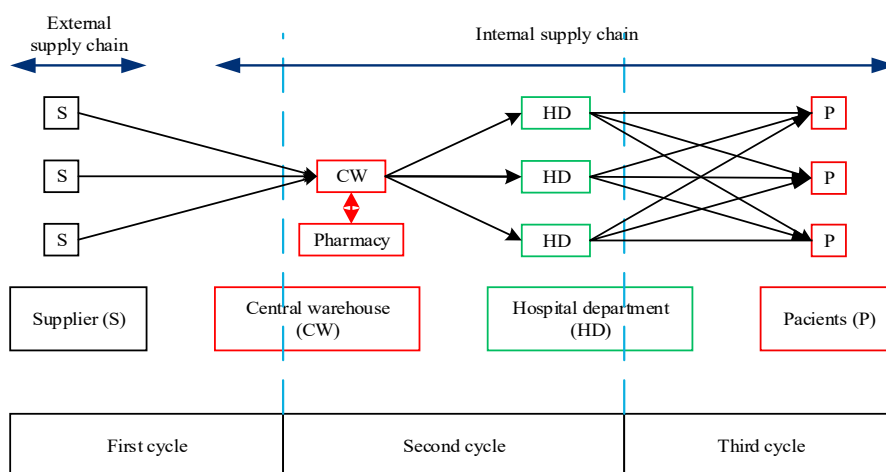 External
supply chain
Internal supply chain
S
HD
P
S
CW
HD
P
S
Pharmacy
HD
P
Supplier (S)
Central warehouse
(CW)
Hospital department
(HD)
Pacients (P)
First cycle
Second cycle
Third cycle